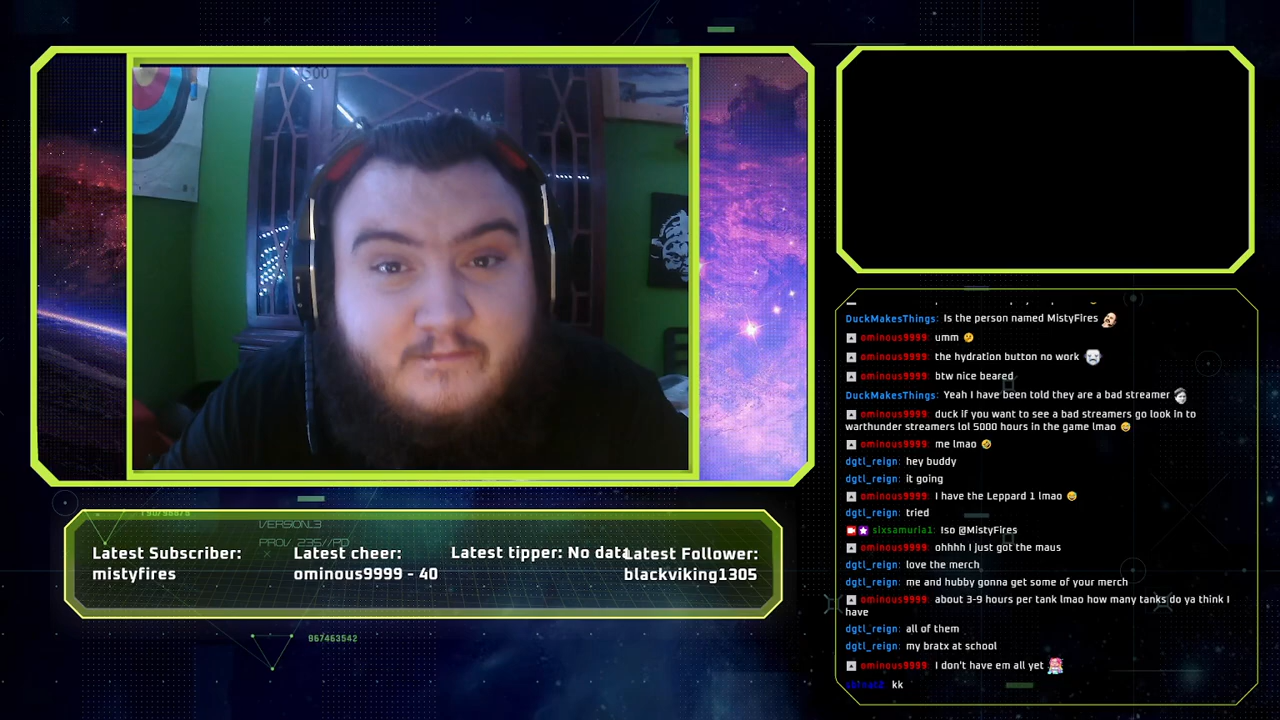 500
DuckMakesThings: Is the person named MistyFires
ominous9999: umm
ominous9999: the hydration button no work
ominous9999: btw nice beared
DuckMakesThings: Yeah I have been told they are a bad streamer
ominous9999: duck if you want to see a bad streamers go look in to
warthunder streamers lol 5000 hours in the game lmao
ominous9999: me lmao
dgtl_reign: hey buddy
dgtl_reign: it going
ominous9999: I have the Leppard 1 lmao
dgtl_reign: tried
sixsamuria1: lso @MistyFires
ominous9999: ohhhh I just got the maus
dgtl_reign: love the merch
dgtl_reign: me and hubby gonna get some of your merch
ominous9999: about 3-9 hours per tank lmao how many tanks do ya think I
have
dgtl_reign: all of them
dgtl_reign: my bratx at school
ominous9999: I don't have em all yet
kk
VERSION_3
PROV 235//PD
Latest Subscriber:
mistyfires
Latest cheer:
ominous9999 - 40
Latest tipper: No data
Latest Follower:
blackviking1305
967463542